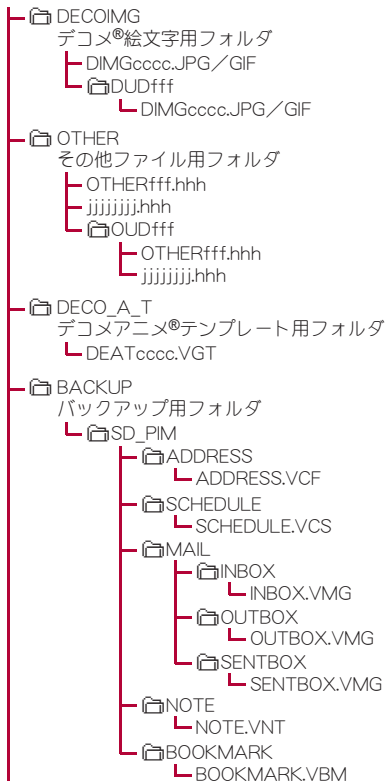 DECOIMG
デコメ®絵文字用フォルダ
DIMGcccc.JPG／GIF
DUDfff
DIMGcccc.JPG／GIF
OTHER
その他ファイル用フォルダ
OTHERfff.hhh
jjjjjjjj.hhh
OUDfff
OTHERfff.hhh
jjjjjjjj.hhh
DECO_A_T
デコメアニメ®テンプレート用フォルダ
DEATcccc.VGT
BACKUP
バックアップ用フォルダ
SD_PIM
ADDRESS
ADDRESS.VCF
SCHEDULE
SCHEDULE.VCS
MAIL
INBOX
INBOX.VMG
OUTBOX
OUTBOX.VMG
SENTBOX
SENTBOX.VMG
NOTE
NOTE.VNT
BOOKMARK
BOOKMARK.VBM